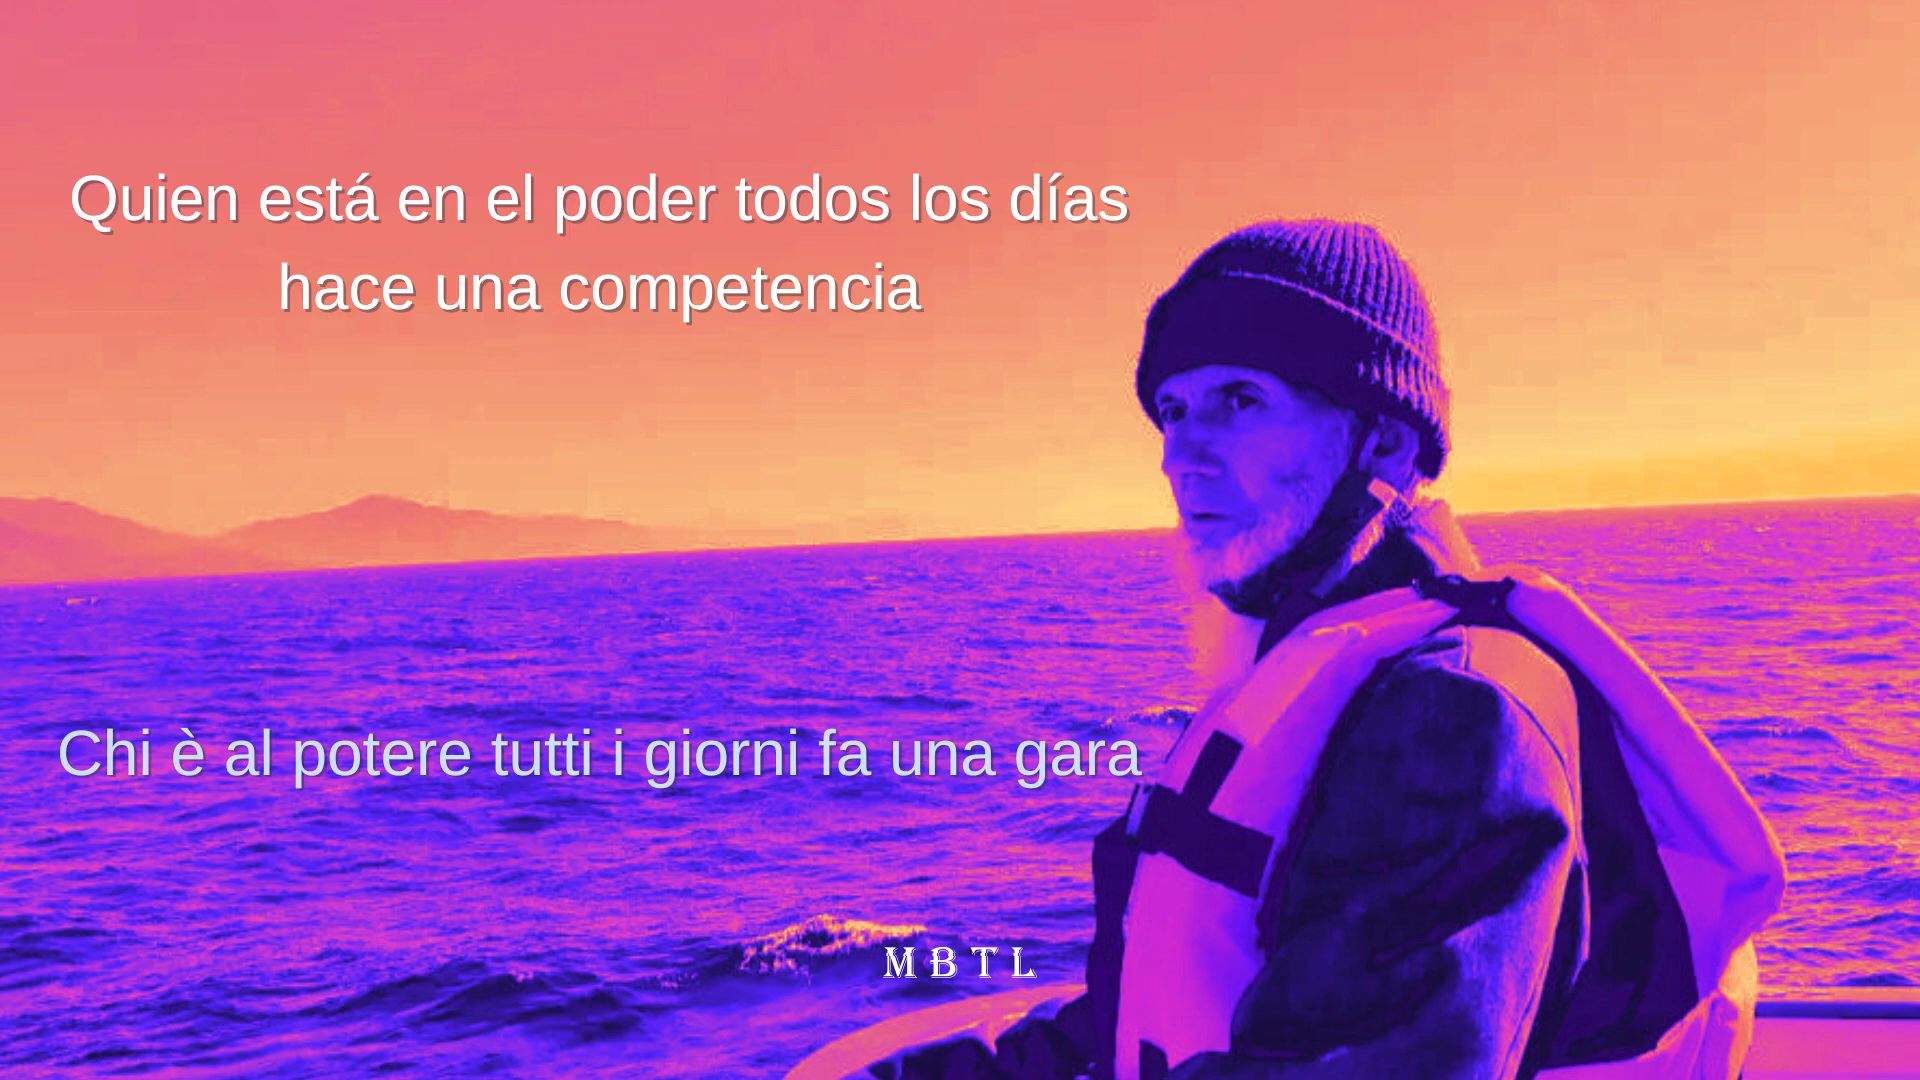 Quien está en el poder todos los días
hace una competencia
Chi è al potere tutti i giorni fa una gara
MBTL